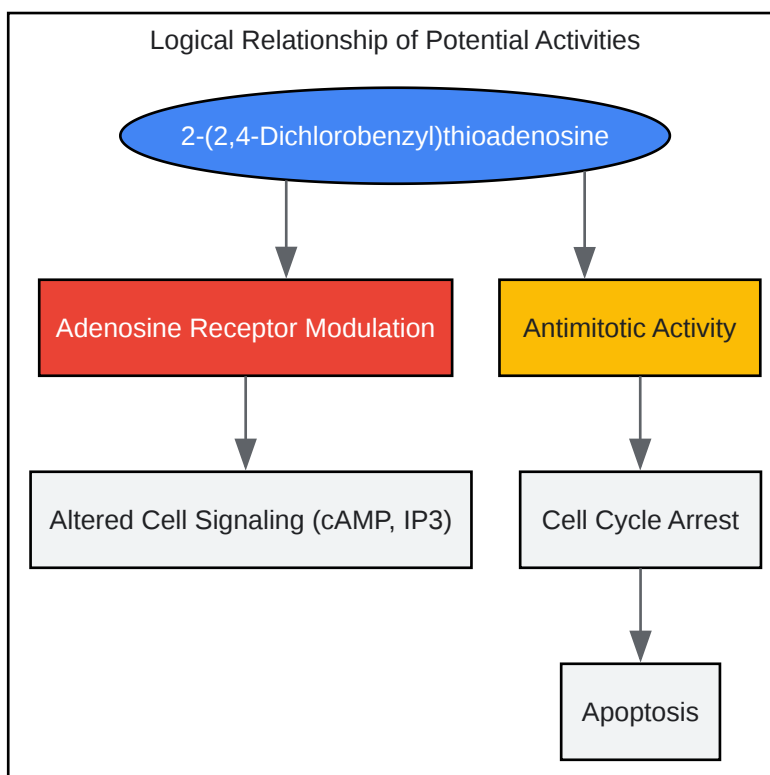 Logical Relationship of Potential Activities
2-(2,4-Dichlorobenzyl)thioadenosine
Adenosine Receptor Modulation
Antimitotic Activity
Altered Cell Signaling (cAMP, IP3)
Cell Cycle Arrest
Apoptosis